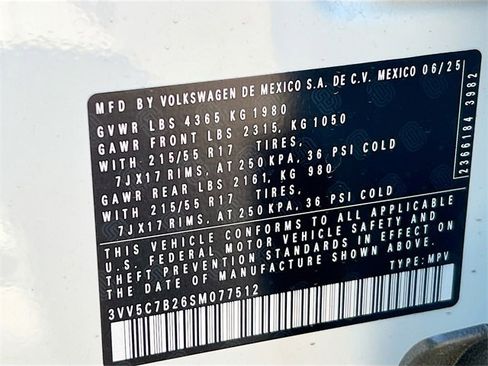 MFD BY VOLKSWAGEN DE MEXICO S.A. DE C.V. MEXICO 06/25
GVWR LBS 4365 KG 1980
GAWR FRONT LBS 2315, KG 1050
WITH 215/55 R17 TIRES,
7JX17 RIMS, AT 250 KPA, 36 PSI COLD
GAWR REAR LBS 2161, KG 980
WITH 215/55 R17 TIRES,
7JX17 RIMS, AT 250 KPA, 36 PSI COLD
THIS VEHICLE CONFORMS TO ALL APPLICABLE
U.S. FEDERAL MOTOR VEHICLE SAFETY AND
THEFT PREVENTION STANDARDS IN EFFECT ON
THE DATE OF MANUFACTURE SHOWN ABOVE.
3VV5C7B26SM077512 TYPE: MPV
2366184 3982